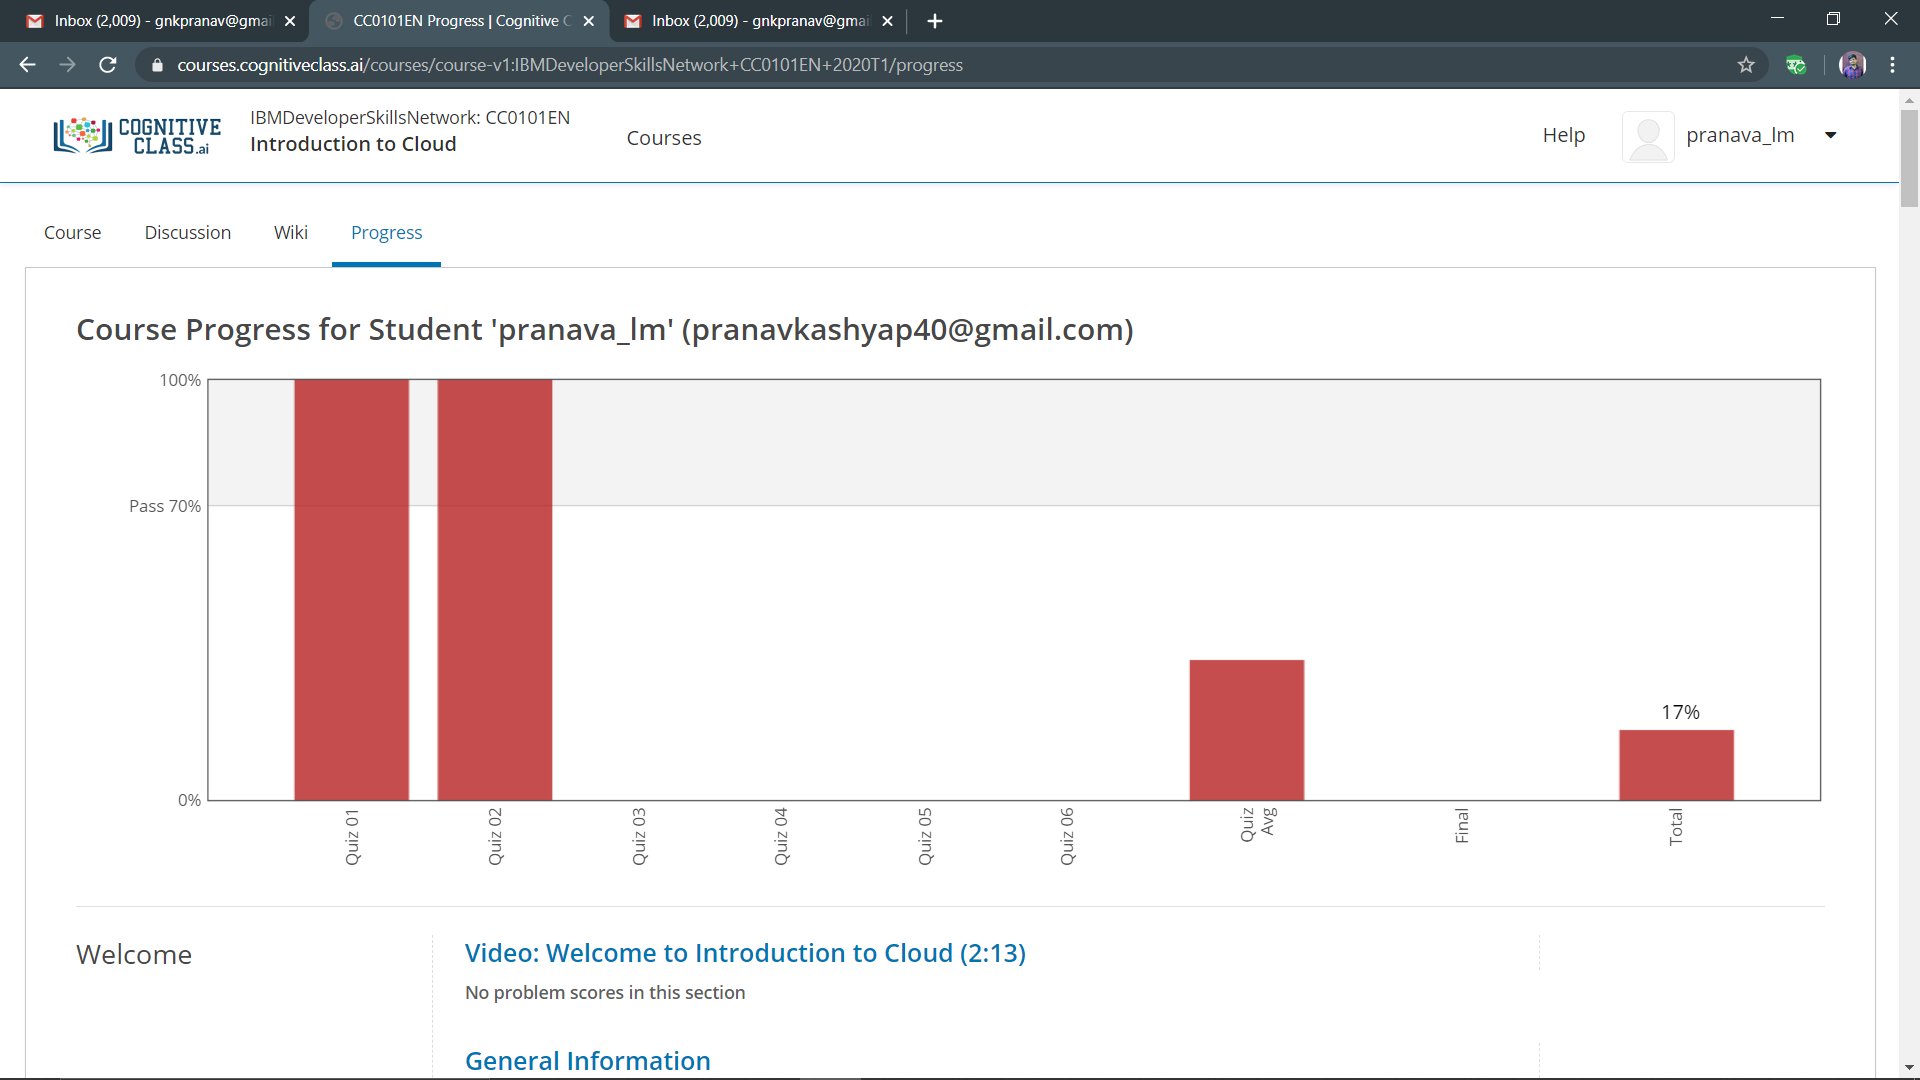 Inbox (2,009) - gnkpranav@gmai
CC0101EN Progress | Cognitive C
Inbox (2,009) - gnkpranav@gmai
courses.cognitiveclass.ai/courses/course-v1:IBMDeveloperSkillsNetwork+CC0101EN+2020T1/progress
COGNITIVE
CLASS.ai
IBMDeveloperSkillsNetwork: CC0101EN
Introduction to Cloud
Courses
Help
pranava_lm
Course
Discussion
Wiki
Progress
Course Progress for Student 'pranava_lm' (pranavkashyap40@gmail.com)
100%
Pass 70%
0%
17%
Quiz 01
Quiz 02
Quiz 03
Quiz 04
Quiz 05
Quiz 06
Quiz
Avg
Final
Total
Welcome
Video: Welcome to Introduction to Cloud (2:13)
No problem scores in this section
General Information